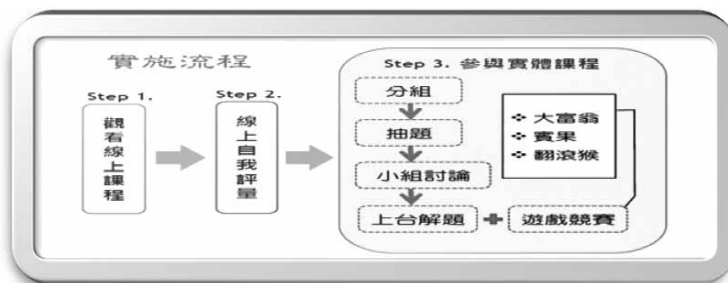 實施流程
Step 1.
觀看線上課程
Step 2.
線上自我評量
Step 3. 參與實體課程
分組
抽題
小組討論
上台解題
遊戲競賽
❖ 大富翁
❖ 賓果
❖ 翻滾猴